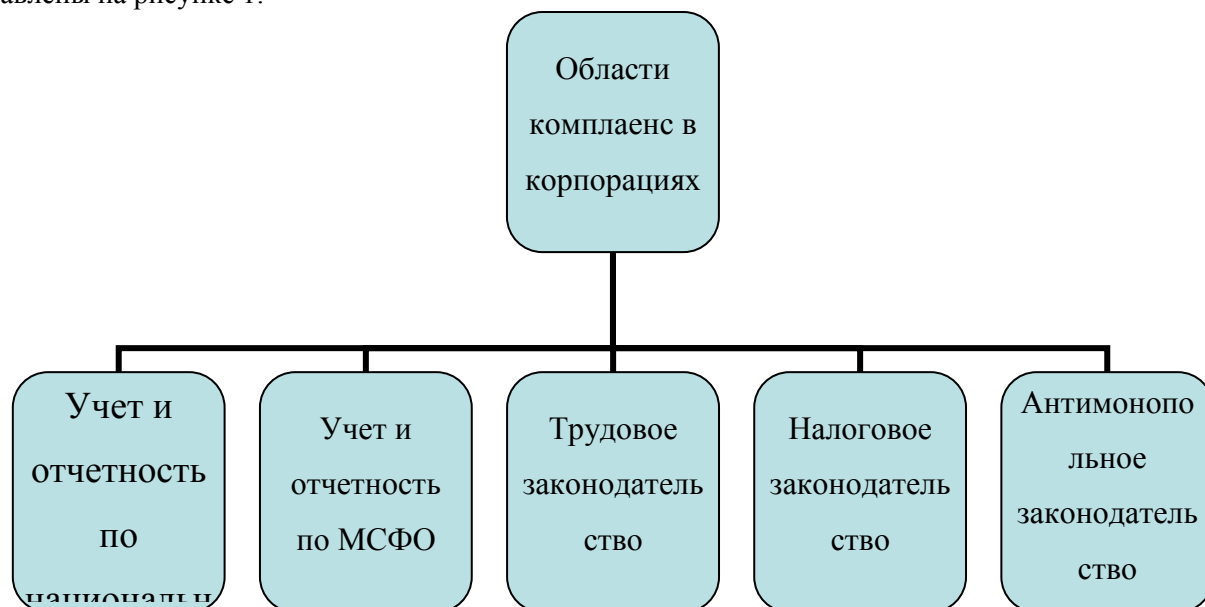 авлены на рисунке 1.
Области
комплаенс в
корпорациях
Учет и
отчетность
по
национальн
Учет и
отчетность
по МСФО
Трудовое
законодатель
ство
Налоговое
законодатель
ство
Антимонопо
льное
законодатель
ство